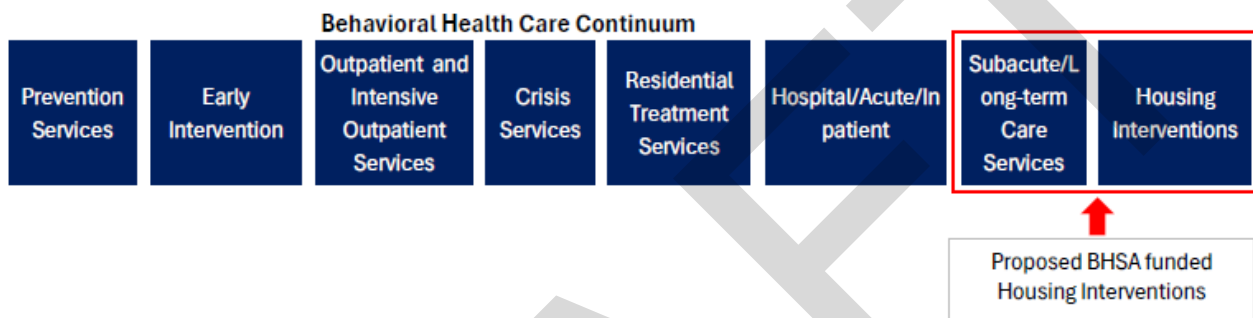 Behavioral Health Care Continuum
Prevention
Services
Early
Intervention
Outpatient and
Intensive
Outpatient
Services
Crisis
Services
Residential
Treatment
Services
Hospital/Acute/In
patient
Subacute/L
ong-term
Care
Services
Housing
Interventions
Proposed BHSA funded
Housing Interventions